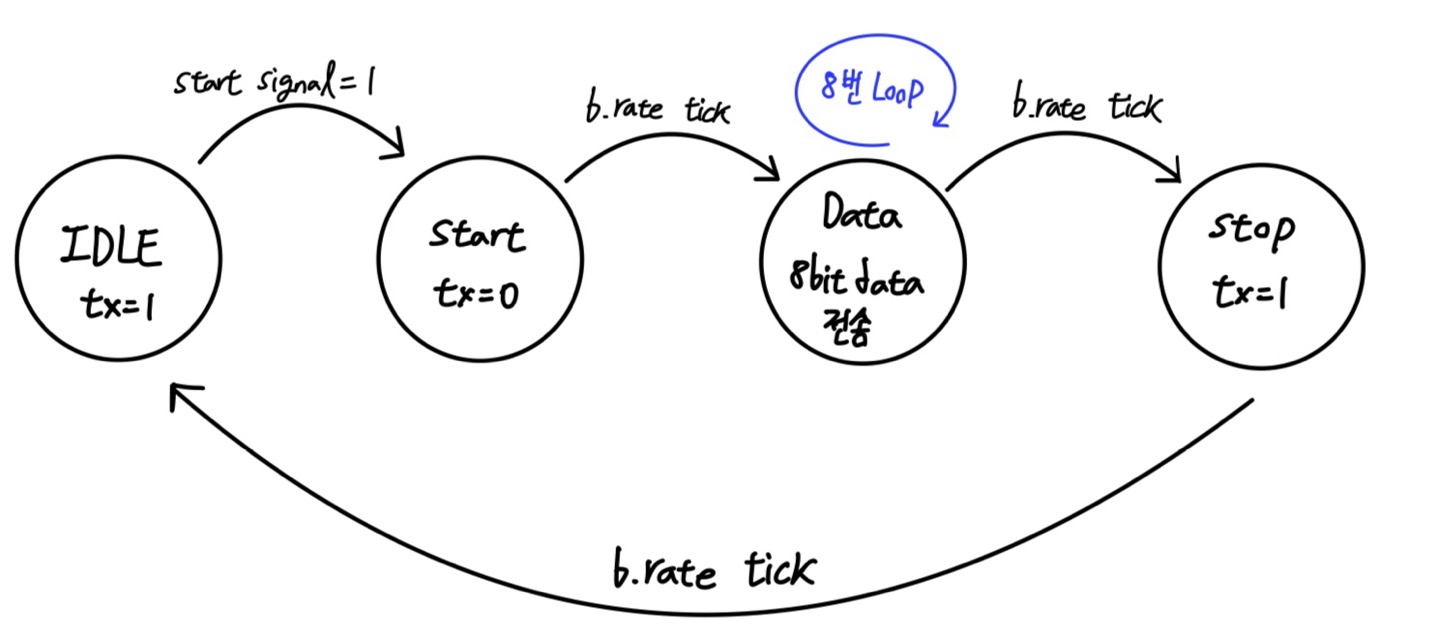 start signal=1
b.rate tick
8번 Loop
b.rate tick
IDLE
tx=1
start
tx=0
Data
8bit data
전송
stop
tx=1
b.rate tick